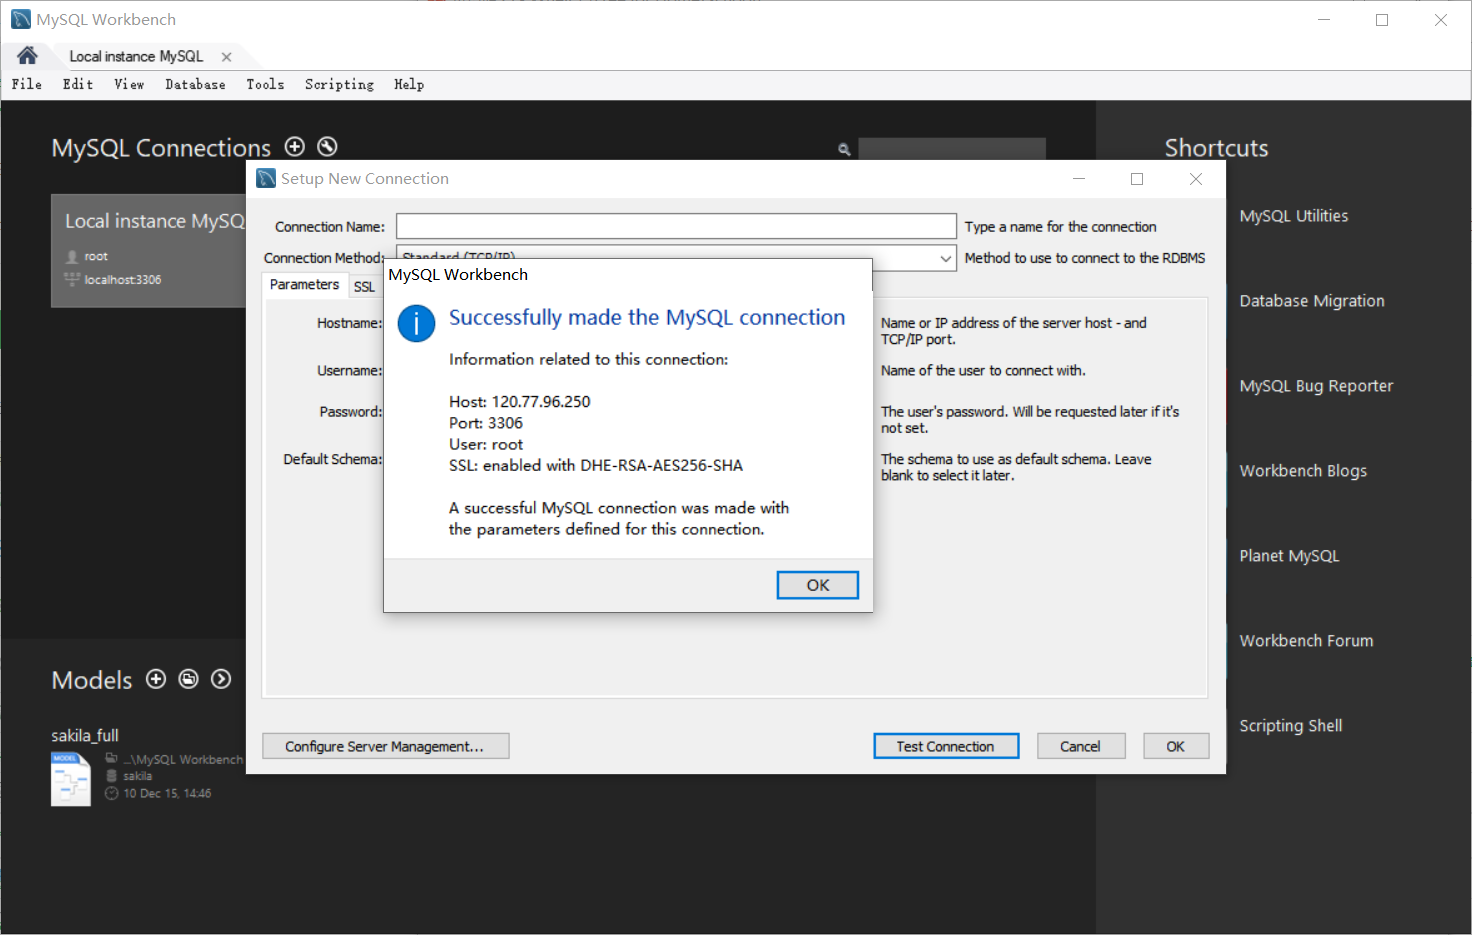 MySQL Workbench
Local instance MySQL
File Edit View Database Tools Scripting Help
MySQL Connections
Shortcuts
Local instance MySQ
root
localhost:3306
Setup New Connection
Connection Name:
Type a name for the connection
Connection Method:
Standard (TCP/IP)
Method to use to connect to the RDBMS
Parameters SSL
Hostname:
Name or IP address of the server host - and
TCP/IP port.
Username:
Name of the user to connect with.
Password:
The user's password. Will be requested later if it's
not set.
Default Schema:
The schema to use as default schema. Leave
blank to select it later.
MySQL Workbench
Successfully made the MySQL connection
Information related to this connection:
Host: 120.77.96.250
Port: 3306
User: root
SSL: enabled with DHE-RSA-AES256-SHA
A successful MySQL connection was made with
the parameters defined for this connection.
OK
Configure Server Management...
Test Connection
Cancel
OK
MySQL Utilities
Database Migration
MySQL Bug Reporter
Workbench Blogs
Planet MySQL
Workbench Forum
Scripting Shell
Models
sakila_full
MODEL
...\MySQL Workbench
sakila
10 Dec 15, 14:46